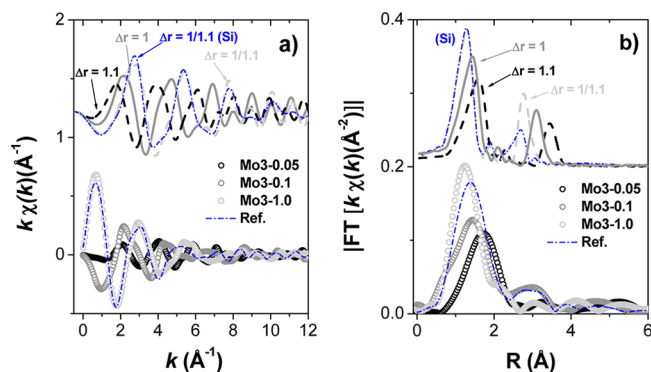 Δr = 1
Δr = 1/1.1 (Si)
a)
Δr = 1/1.1
Δr 1.1
Mo3-0.05
Mo3-0.1
Mo3-1.0
Ref.
k χ(k)(Å⁻¹)
2
1
0
0 2 4 6 8 10 12
k (Å⁻¹)
(Si)
b)
Δr = 1
Δr = 1.1
Δr = 1/1.1
Mo3-0.05
Mo3-0.1
Mo3-1.0
Ref.
|FT [k χ(k)(Å⁻²)]|
0.4
0.2
0.0
0 2 4 6
R (Å)